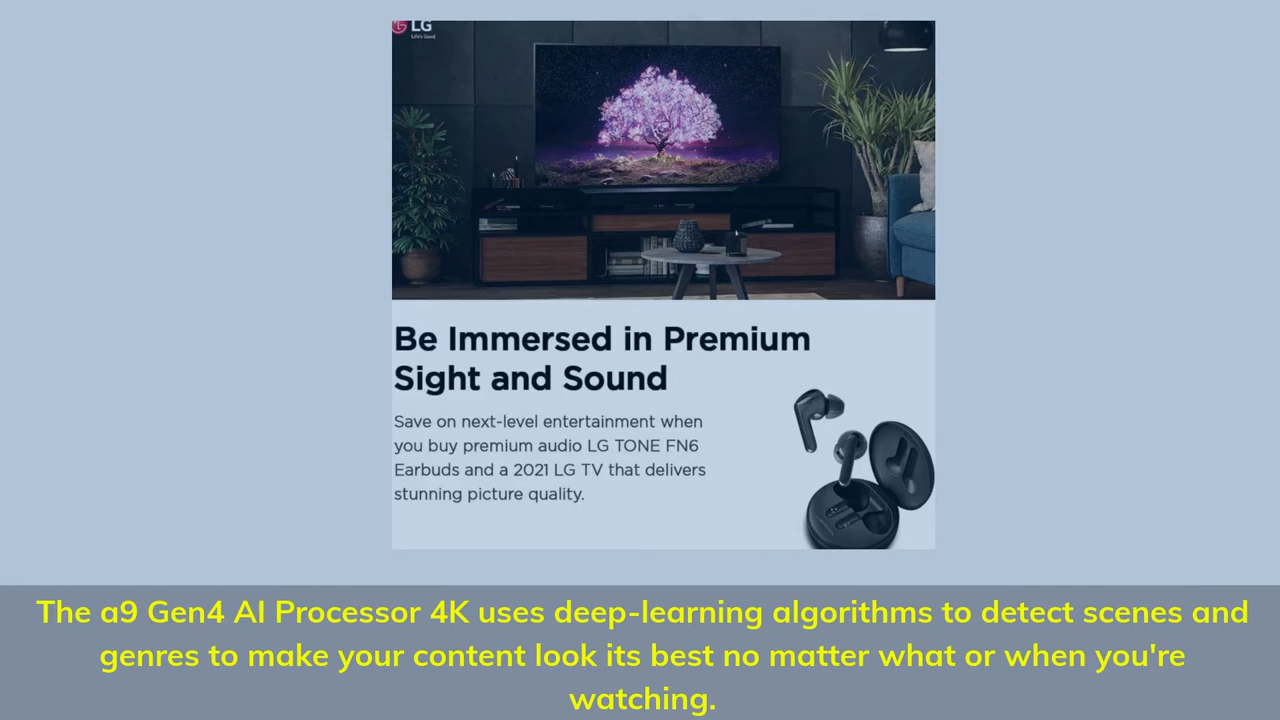 LG
Life's Good
Be Immersed in Premium
Sight and Sound
Save on next-level entertainment when
you buy premium audio LG TONE FN6
Earbuds and a 2021 LG TV that delivers
stunning picture quality.
The a9 Gen4 AI Processor 4K uses deep-learning algorithms to detect scenes and
genres to make your content look its best no matter what or when you're
watching.